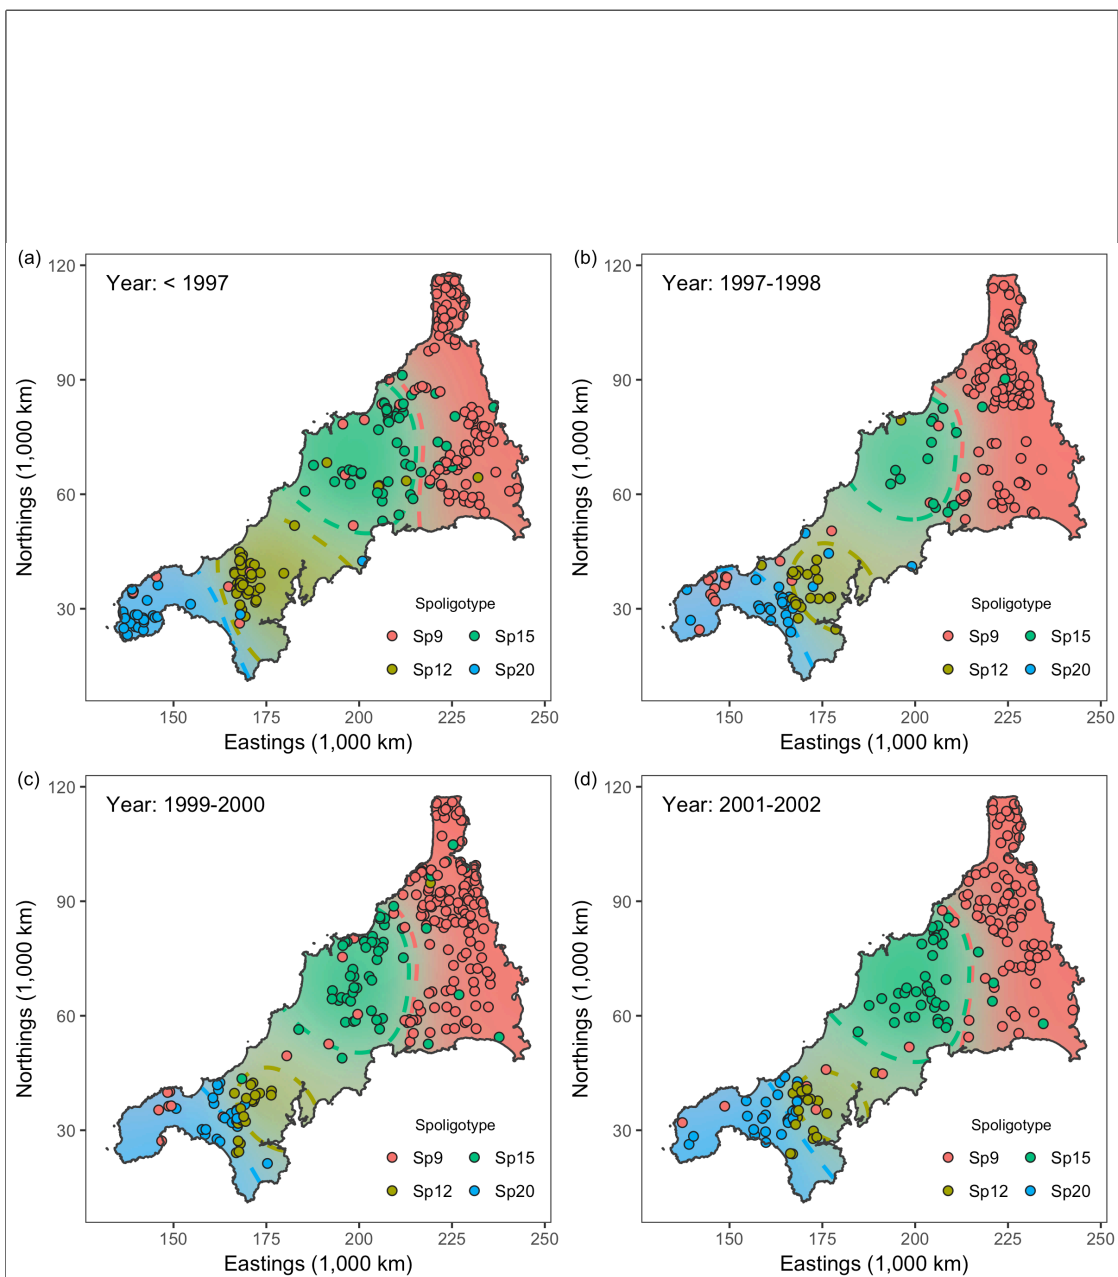 (a)
Year: < 1997
120
90
60
30
Northings (1,000 km)
150 175 200 225 250
Eastings (1,000 km)
Spoligotype
Sp9 Sp15
Sp12 Sp20
(b)
Year: 1997-1998
120
90
60
30
Northings (1,000 km)
150 175 200 225 250
Eastings (1,000 km)
Spoligotype
Sp9 Sp15
Sp12 Sp20
(c)
Year: 1999-2000
120
90
60
30
Northings (1,000 km)
150 175 200 225 250
Eastings (1,000 km)
Spoligotype
Sp9 Sp15
Sp12 Sp20
(d)
Year: 2001-2002
120
90
60
30
Northings (1,000 km)
150 175 200 225 250
Eastings (1,000 km)
Spoligotype
Sp9 Sp15
Sp12 Sp20